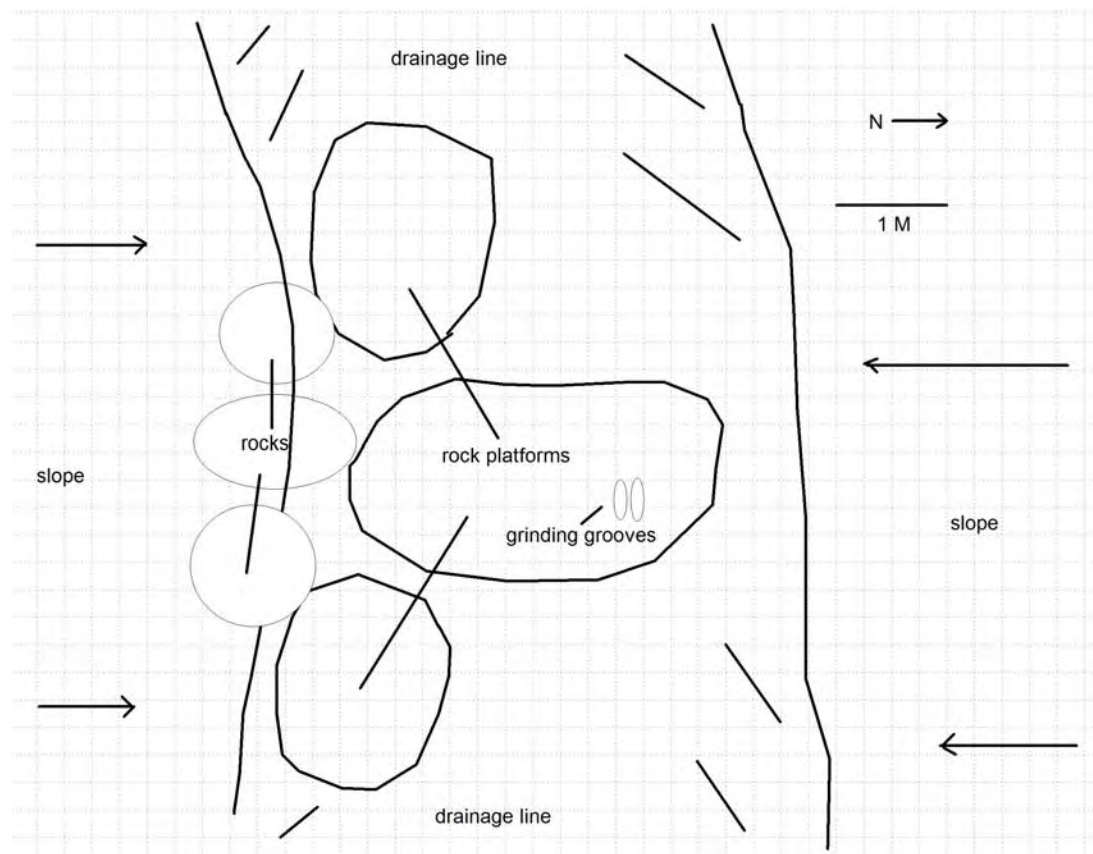 drainage line
N
1 M
rocks
rock platforms
slope
grinding grooves
slope
drainage line